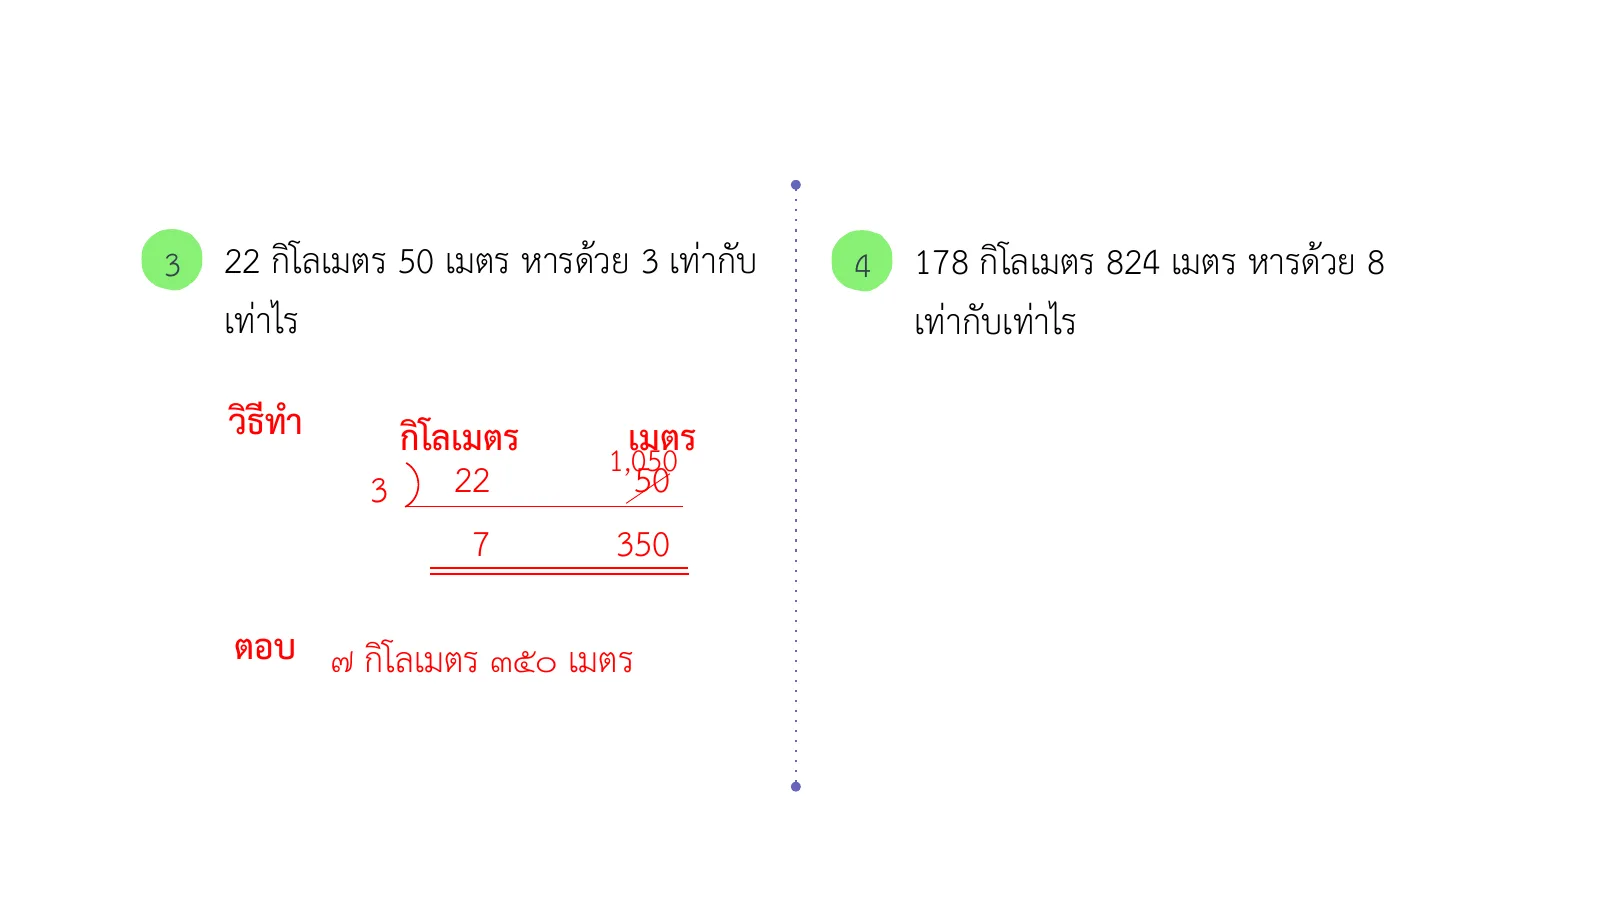 3
22 กิโลเมตร 50 เมตร หารด้วย 3 เท่ากับ
เท่าไร
วิธีทำ
กิโลเมตร เมตร
1,050
3 ) 22 50
7 350
ตอบ ๗ กิโลเมตร ๓๕๐ เมตร
4
178 กิโลเมตร 824 เมตร หารด้วย 8
เท่ากับเท่าไร